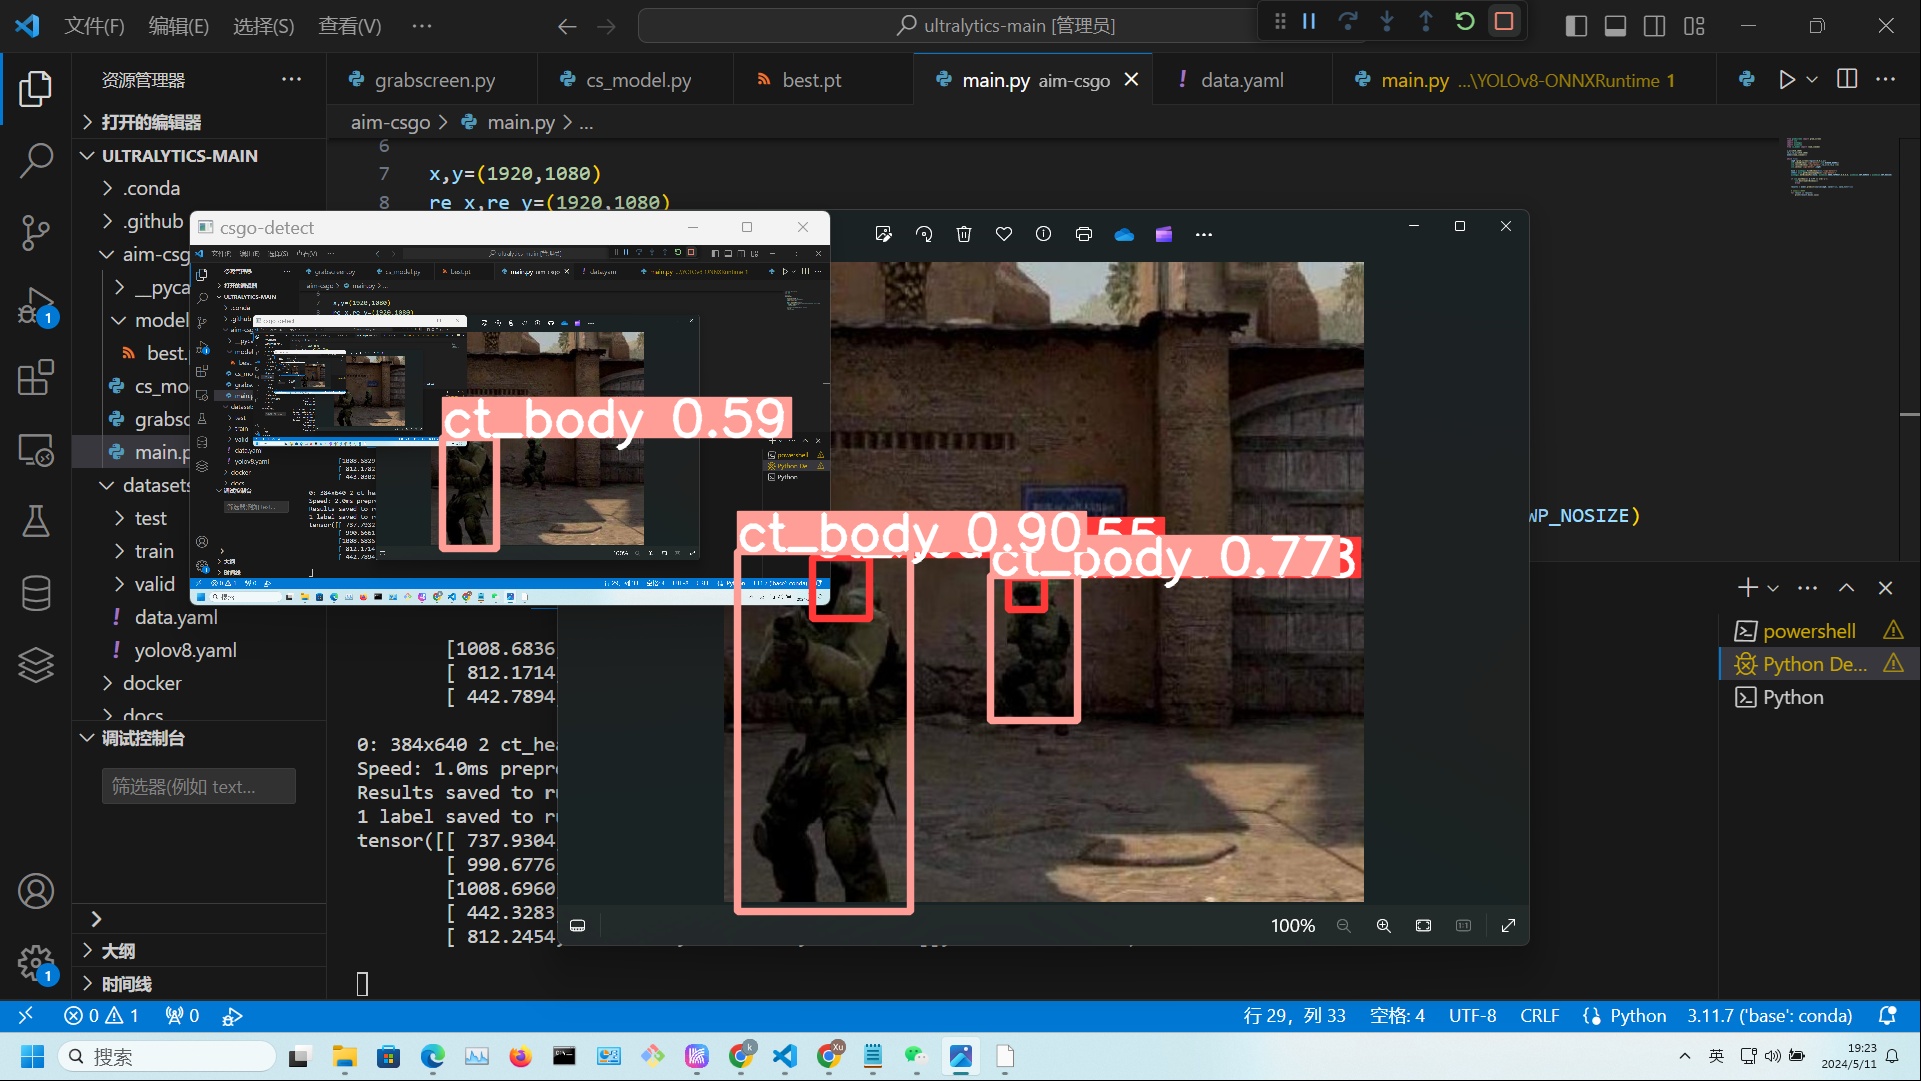 文件(F) 编辑(E) 选择(S) 查看(V) ···
ultralytics-main [管理员]
资源管理器
打开的编辑器
ULTRALYTICS-MAIN
.conda
.github
aim-csg
__pyca
model
best.
cs_mo
grabsc
main.p
datasets
test
train
valid
data.yaml
yolov8.yaml
docker
docs
调试控制台
筛选器(例如 text...
大纲
时间线
grabscreen.py
cs_model.py
best.pt
main.py aim-csgo
data.yaml
main.py ...\YOLOv8-ONNXRuntime 1
aim-csgo > main.py > ...
6
7 x,y=(1920,1080)
8 re_x,re_y=(1920,1080)
WP_NOSIZE)
csgo-detect
ct_body 0.59
ct_body 0.90
55
ct_body 0.77
3
100%
[1008.6836
[ 812.1714
[ 442.7894
0: 384x640 2 ct_he
Speed: 1.0ms prepr
Results saved to r
1 label saved to r
tensor([[ 737.9304
[ 990.6776
[1008.6960
[ 442.3283
[ 812.2454
powershell
Python De...
Python
0 1 0
行 29，列 33 空格: 4 UTF-8 CRLF Python 3.11.7 ('base': conda)
搜索
英
19:23
2024/5/11